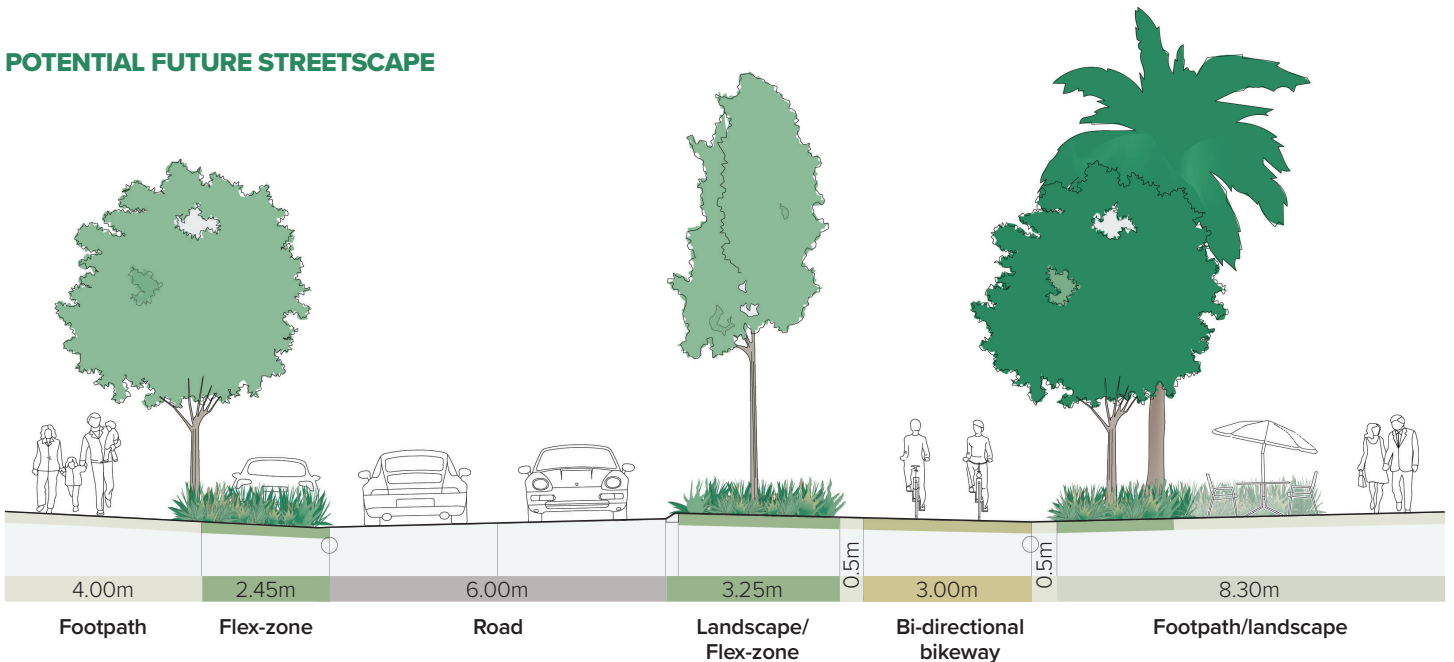 POTENTIAL FUTURE STREETSCAPE
4.00m
2.45m
6.00m
3.25m
0.5m
3.00m
0.5m
8.30m
Footpath
Flex-zone
Road
Landscape/
Flex-zone
Bi-directional
bikeway
Footpath/landscape